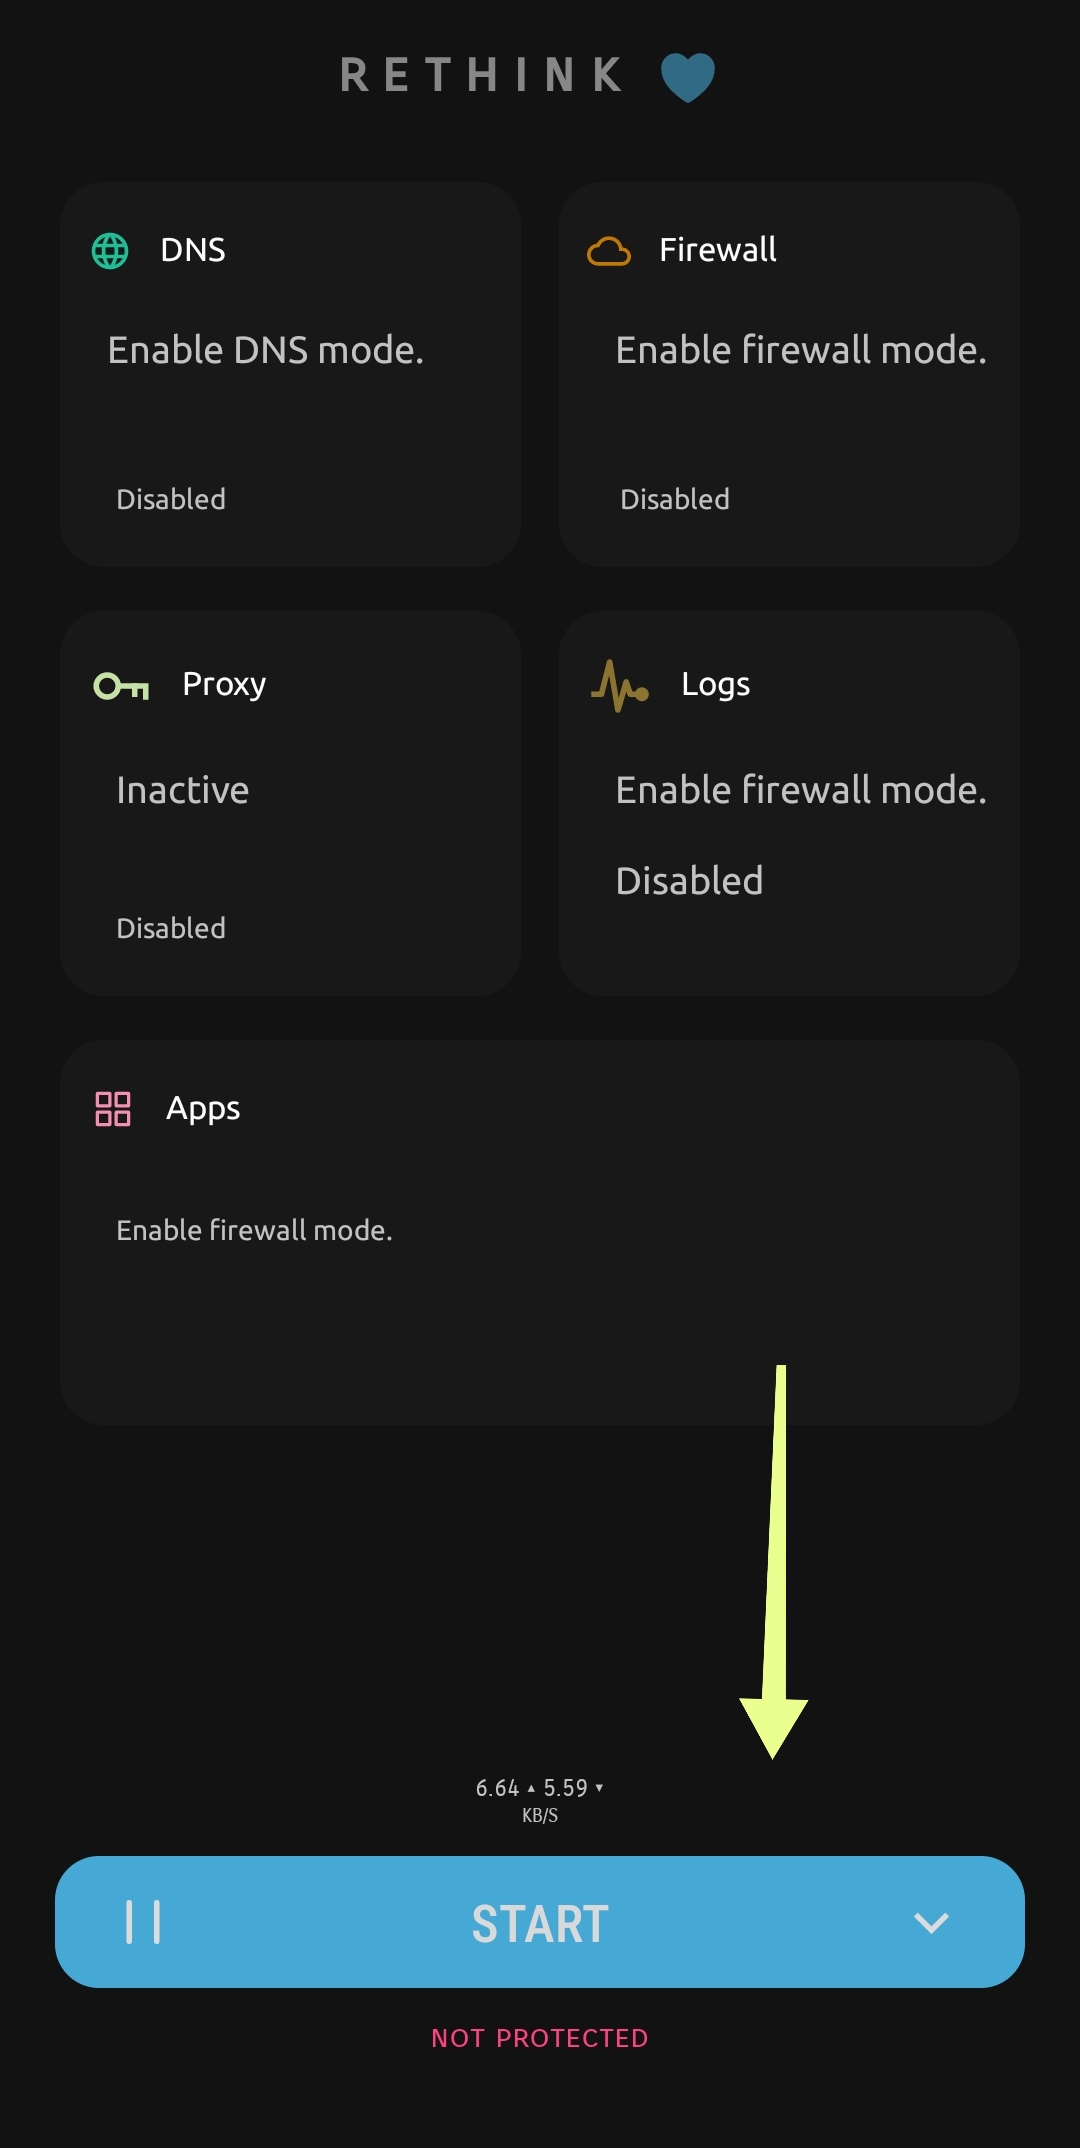 RETHINK
DNS
Enable DNS mode.
Disabled
Firewall
Enable firewall mode.
Disabled
Proxy
Inactive
Disabled
Logs
Enable firewall mode.
Disabled
Apps
Enable firewall mode.
6.64 ▲ 5.59 ▼
KB/S
START
NOT PROTECTED